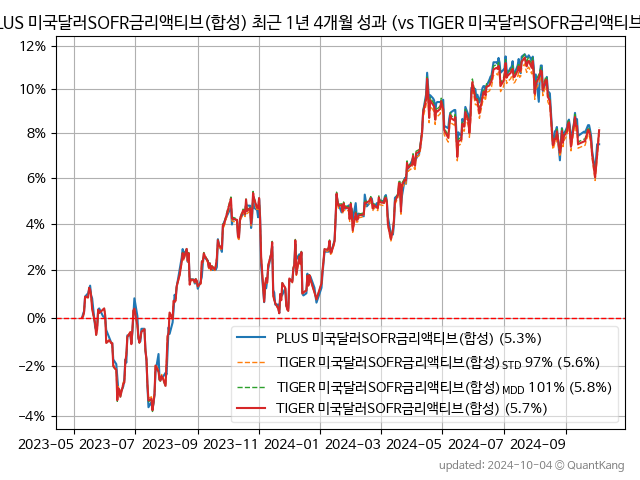 PLUS 미국달러SOFR금리액티브(합성) 최근 1년 4개월 성과 (vs TIGER 미국달러SOFR금리액티브
12%
10%
8%
6%
4%
2%
0%
−2%
−4%
PLUS 미국달러SOFR금리액티브(합성) (5.3%)
TIGER 미국달러SOFR금리액티브(합성) STD 97% (5.6%)
TIGER 미국달러SOFR금리액티브(합성) MDD 101% (5.8%)
TIGER 미국달러SOFR금리액티브(합성) (5.7%)
2023-05 2023-07 2023-09 2023-11 2024-01 2024-03 2024-05 2024-07 2024-09
updated: 2024-10-04 © QuantKang